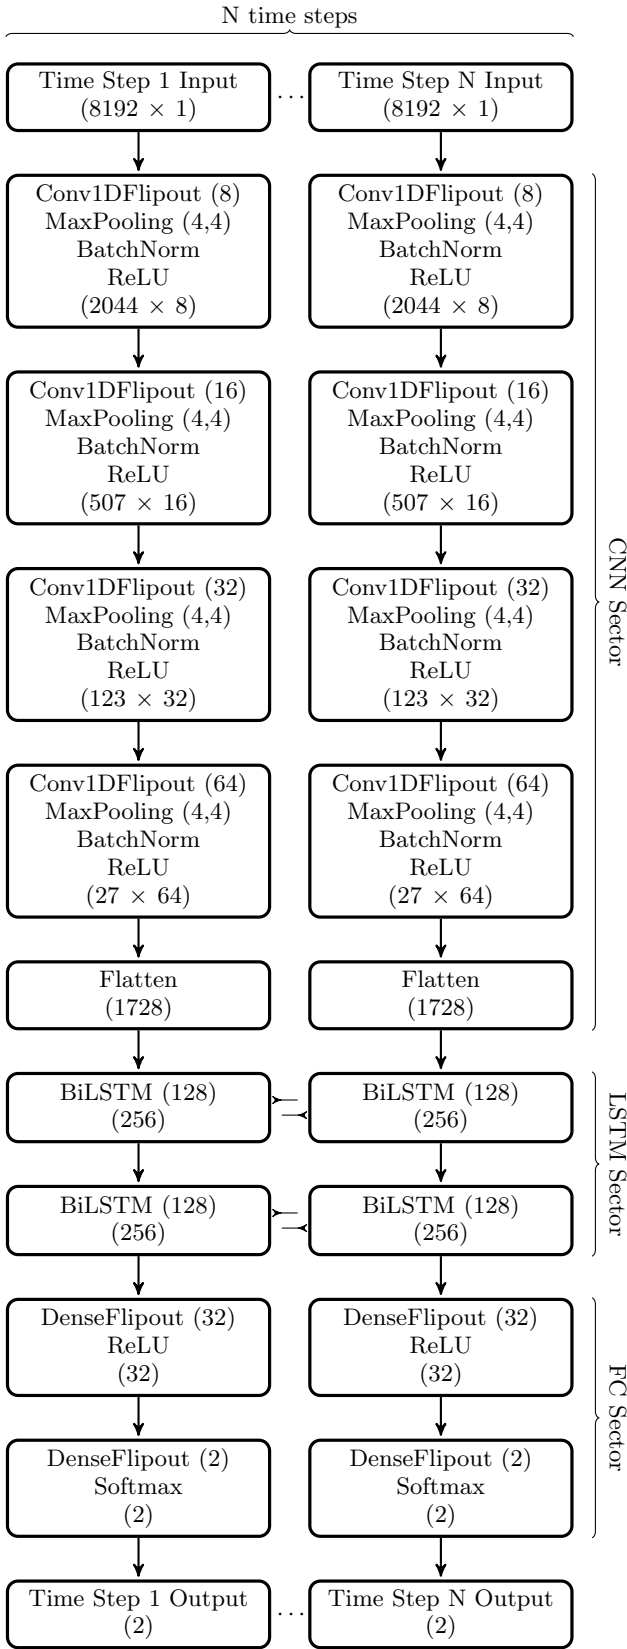 N time steps
Time Step 1 Input
(8192 × 1)
...
Time Step N Input
(8192 × 1)
Conv1DFlipout (8)
MaxPooling (4,4)
BatchNorm
ReLU
(2044 × 8)
Conv1DFlipout (8)
MaxPooling (4,4)
BatchNorm
ReLU
(2044 × 8)
Conv1DFlipout (16)
MaxPooling (4,4)
BatchNorm
ReLU
(507 × 16)
Conv1DFlipout (16)
MaxPooling (4,4)
BatchNorm
ReLU
(507 × 16)
Conv1DFlipout (32)
MaxPooling (4,4)
BatchNorm
ReLU
(123 × 32)
Conv1DFlipout (32)
MaxPooling (4,4)
BatchNorm
ReLU
(123 × 32)
Conv1DFlipout (64)
MaxPooling (4,4)
BatchNorm
ReLU
(27 × 64)
Conv1DFlipout (64)
MaxPooling (4,4)
BatchNorm
ReLU
(27 × 64)
Flatten
(1728)
Flatten
(1728)
CNN Sector
BiLSTM (128)
(256)
BiLSTM (128)
(256)
BiLSTM (128)
(256)
BiLSTM (128)
(256)
LSTM Sector
DenseFlipout (32)
ReLU
(32)
DenseFlipout (32)
ReLU
(32)
DenseFlipout (2)
Softmax
(2)
DenseFlipout (2)
Softmax
(2)
FC Sector
Time Step 1 Output
(2)
...
Time Step N Output
(2)